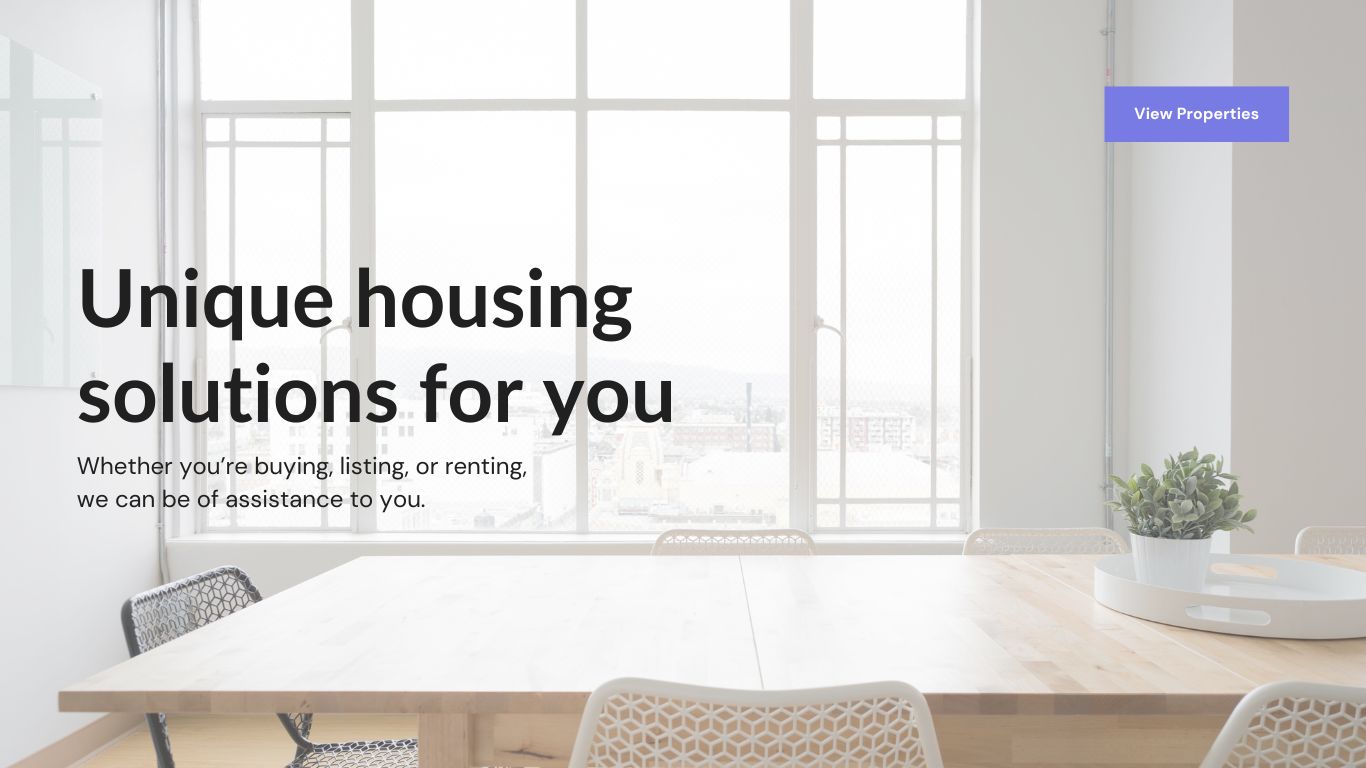 View Properties
Unique housing
solutions for you
Whether you’re buying, listing, or renting,
we can be of assistance to you.